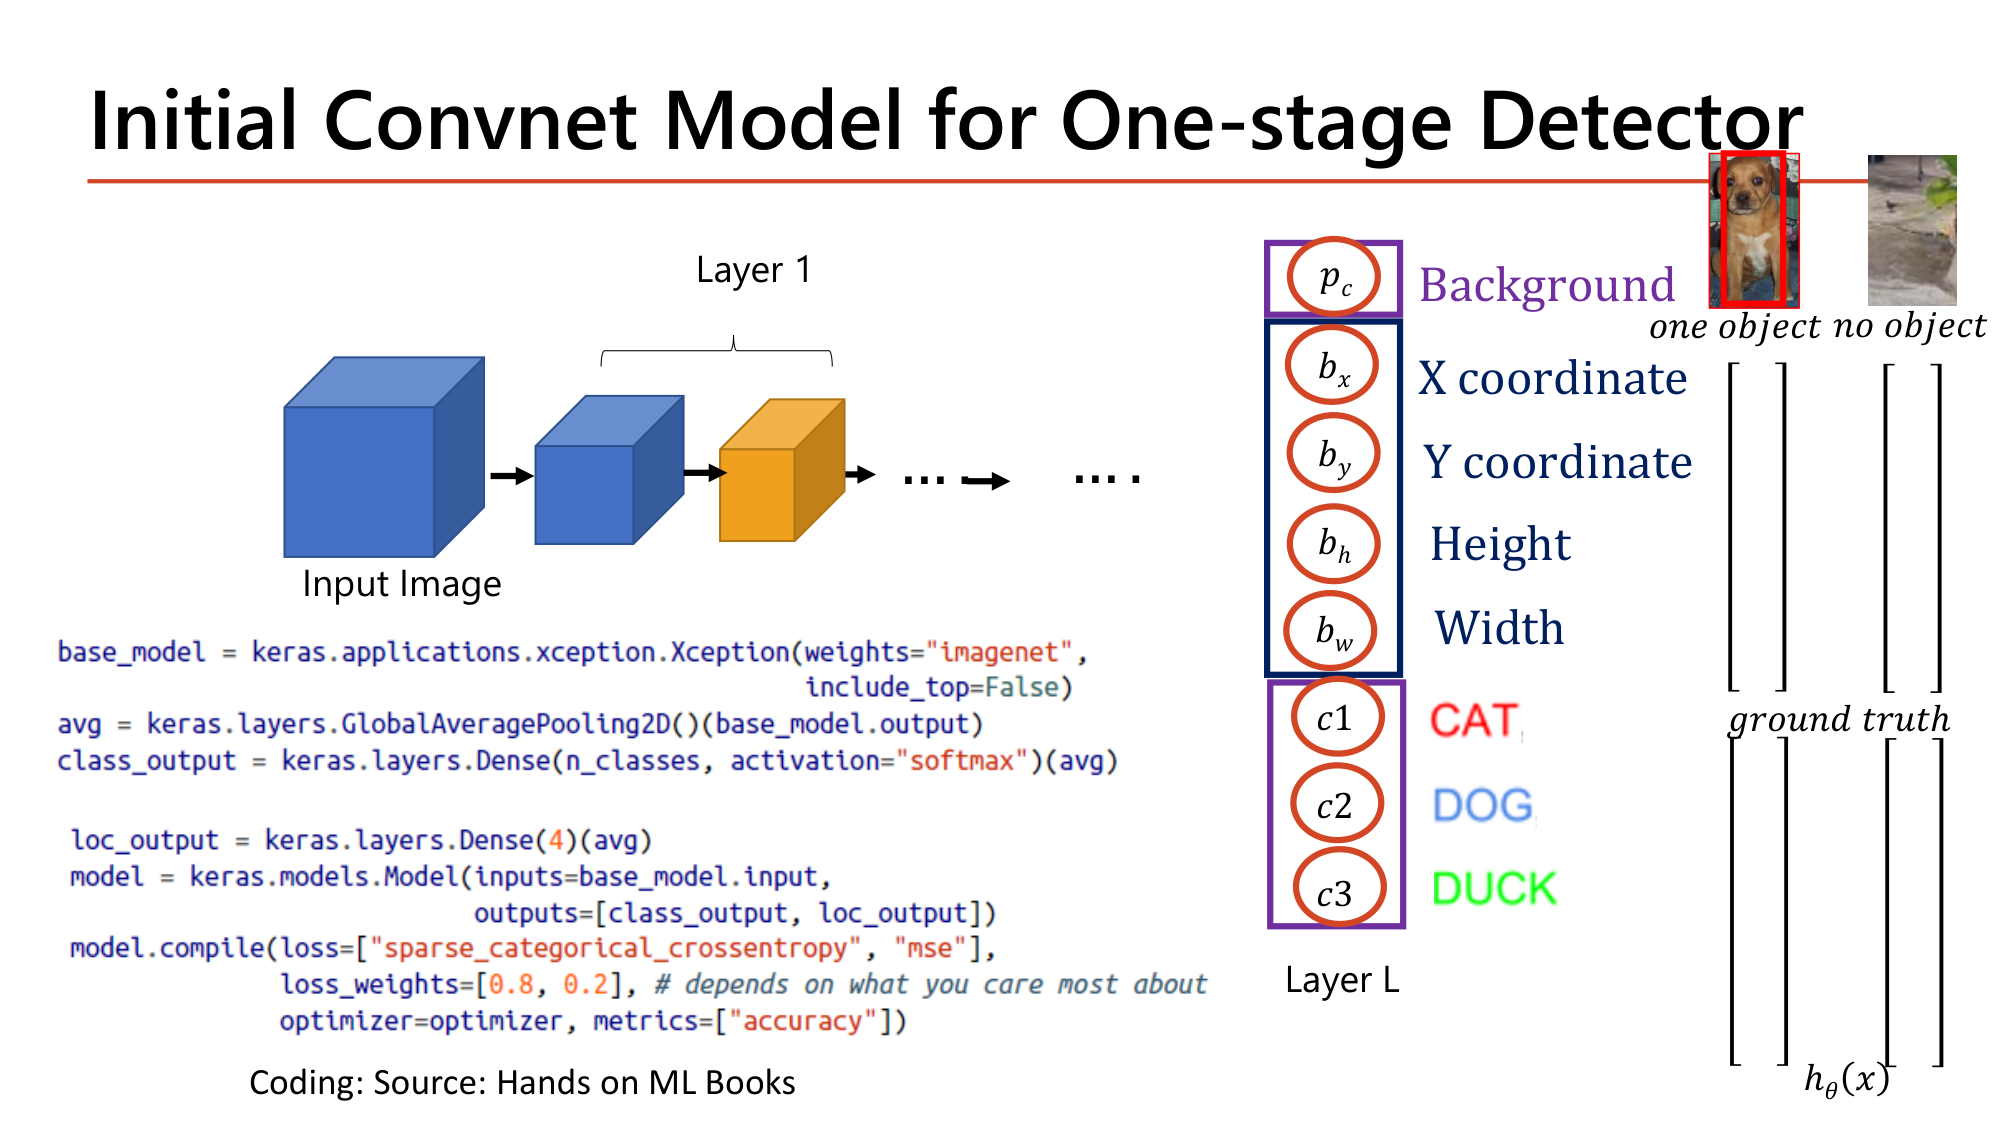 Initial Convnet Model for One-stage Detector
Layer 1
Input Image
…. ….
base_model = keras.applications.xception.Xception(weights="imagenet",
include_top=False)
avg = keras.layers.GlobalAveragePooling2D()(base_model.output)
class_output = keras.layers.Dense(n_classes, activation="softmax")(avg)
loc_output = keras.layers.Dense(4)(avg)
model = keras.models.Model(inputs=base_model.input,
outputs=[class_output, loc_output])
model.compile(loss=["sparse_categorical_crossentropy", "mse"],
loss_weights=[0.8, 0.2], # depends on what you care most about
optimizer=optimizer, metrics=["accuracy"])
Coding: Source: Hands on ML Books
p_c Background
b_x X coordinate
b_y Y coordinate
b_h Height
b_w Width
c1 CAT,
c2 DOG,
c3 DUCK
Layer L
one object no object
ground truth
h_θ(x)